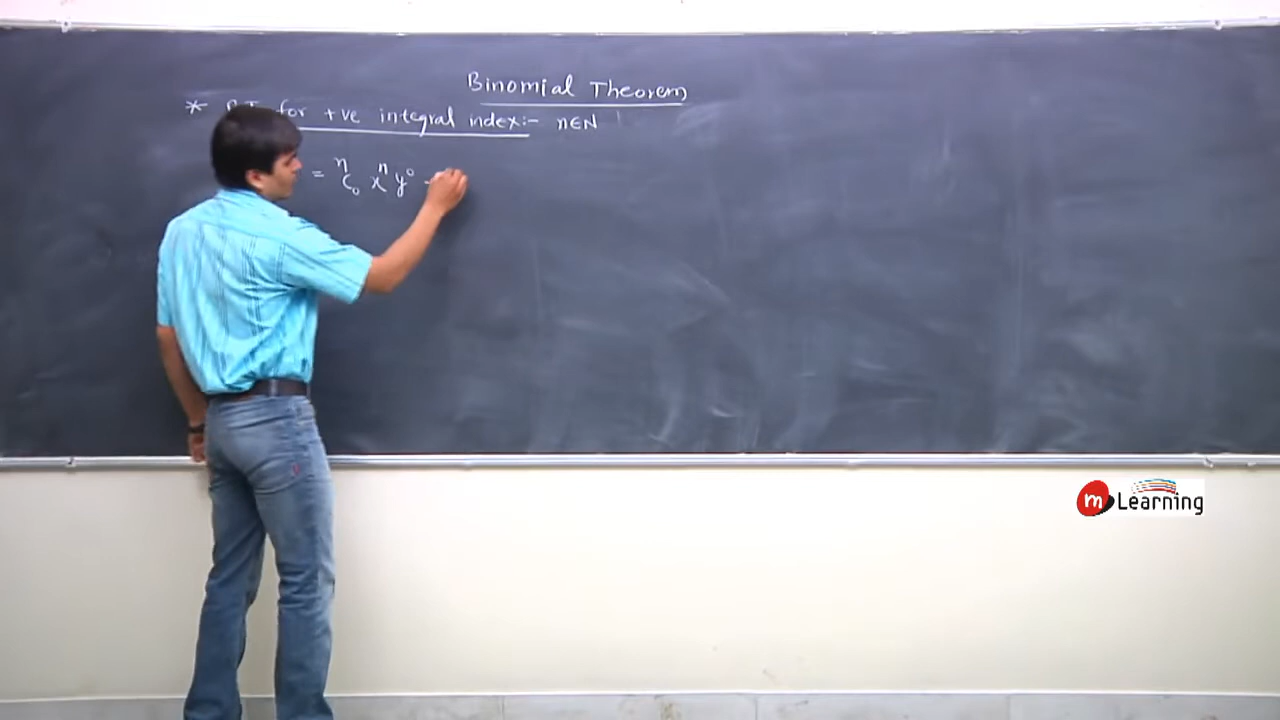 Binomial Theorem
* for +ve integral index:- n∈N
= ⁿC₀ xⁿ y⁰
m Learning